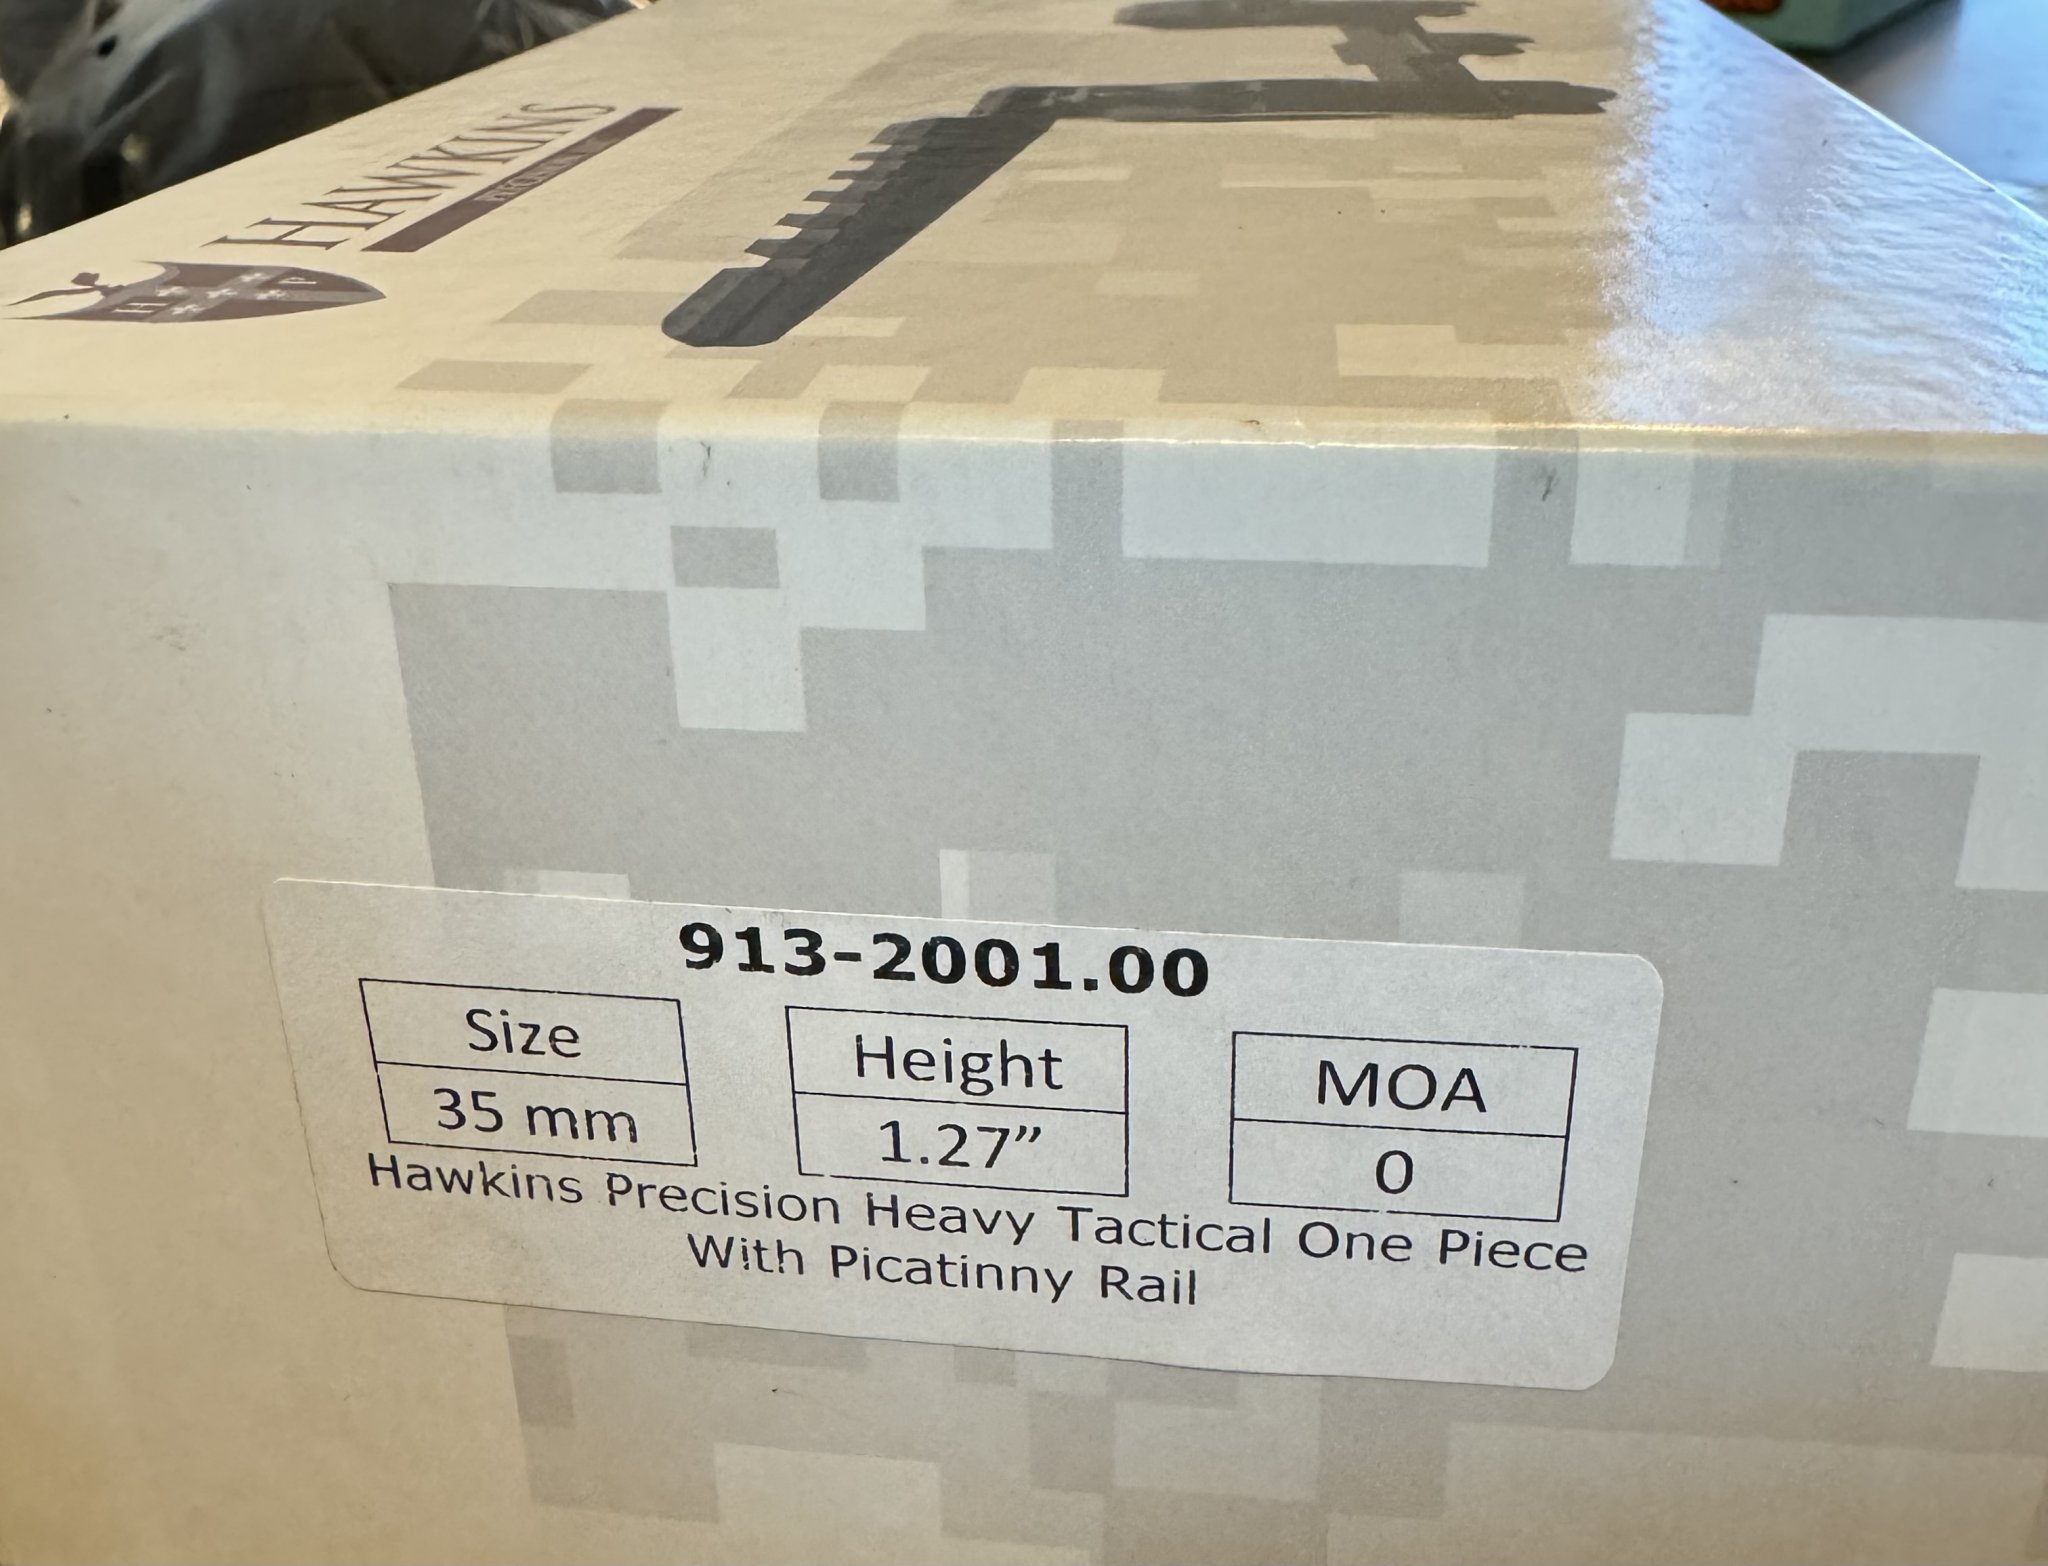 HAWKINS
PRECISION
H P
913-2001.00
Size
35 mm
Height
1.27”
MOA
0
Hawkins Precision Heavy Tactical One Piece
With Picatinny Rail